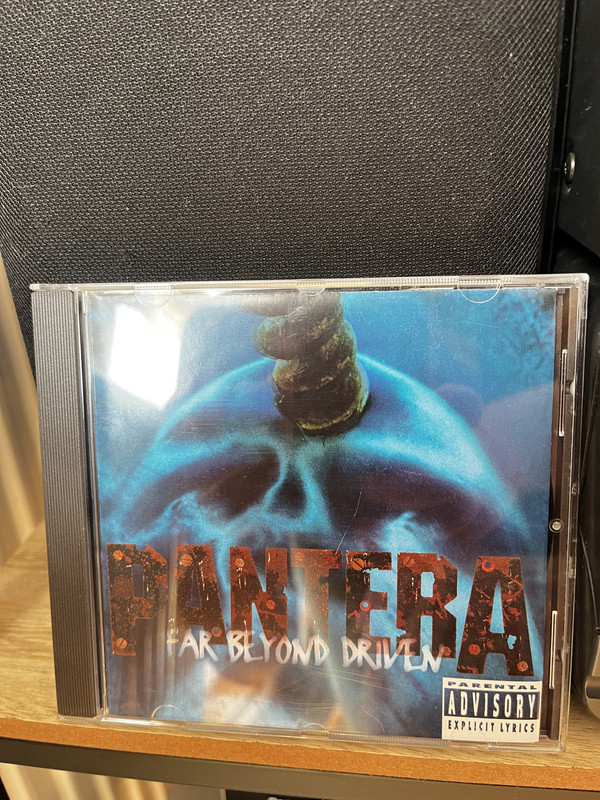 PANTERA
FAR BEYOND DRIVEN
PARENTAL
ADVISORY
EXPLICIT LYRICS